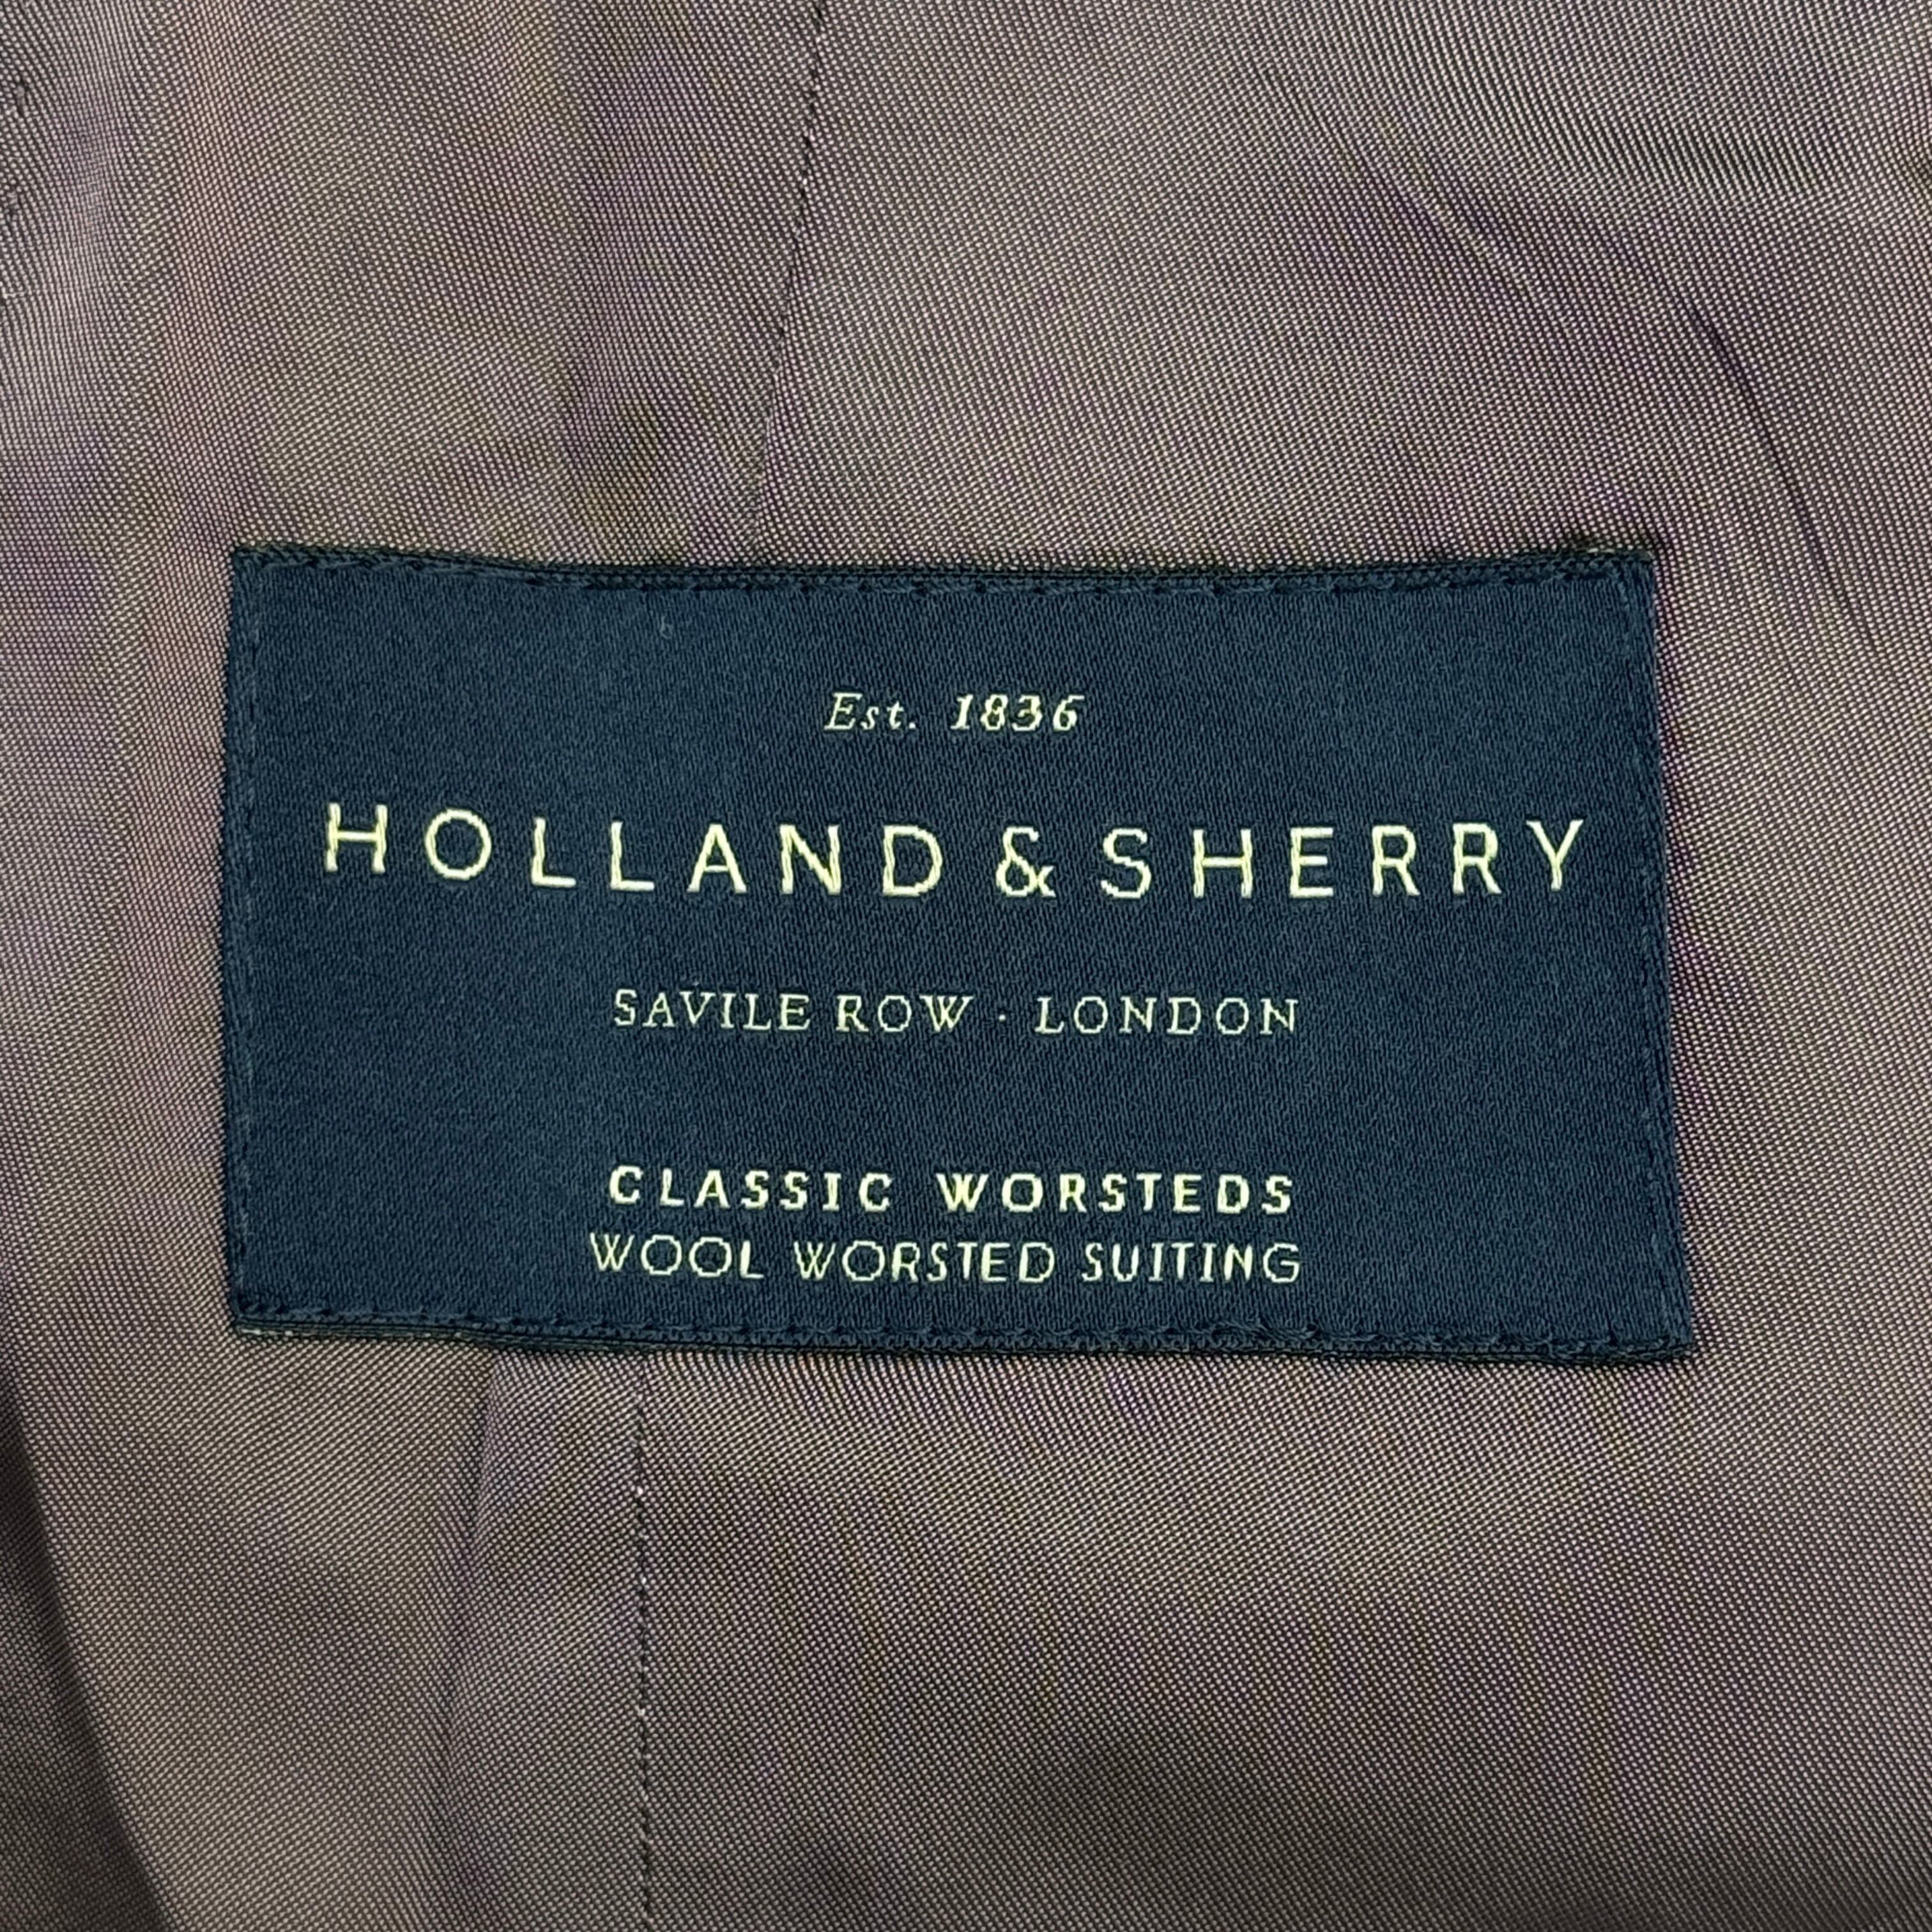 Est. 1836
HOLLAND & SHERRY
SAVILE ROW · LONDON
CLASSIC WORSTEDS
WOOL WORSTED SUITING